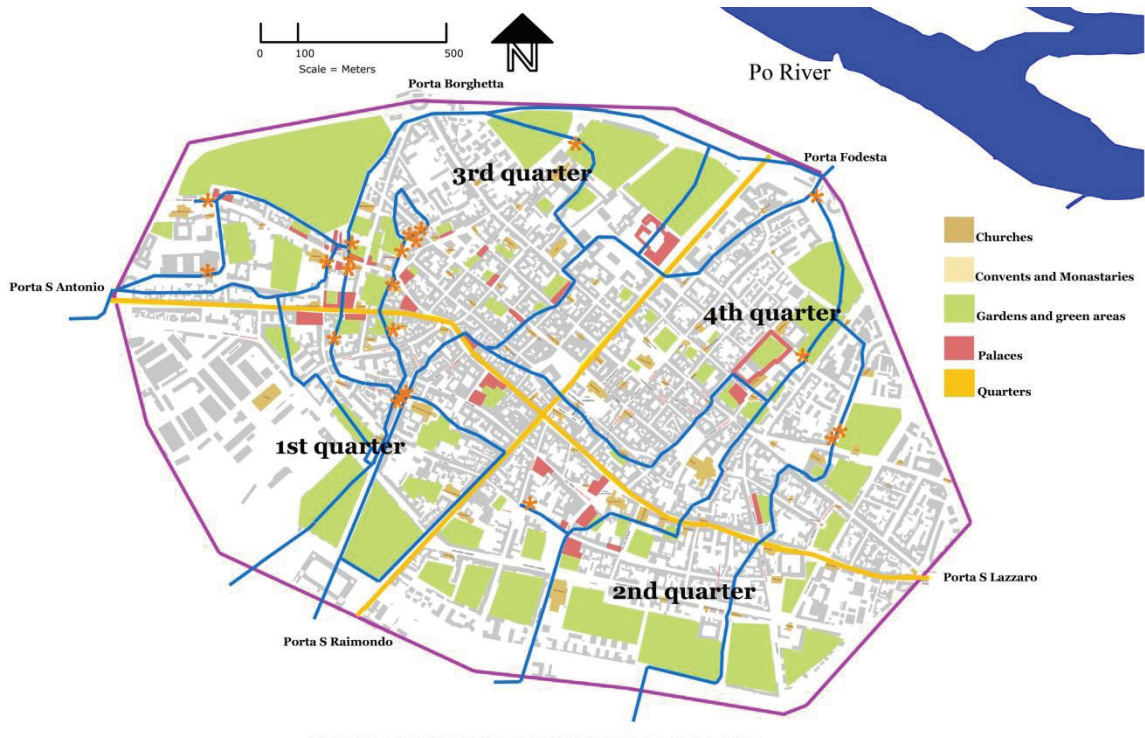 0 100 500
Scale = Meters
N
Po River
Porta Borghetta
Porta Fodesta
3rd quarter
Churches
Convents and Monastaries
Porta S Antonio
4th quarter
Gardens and green areas
Palaces
Quarters
1st quarter
Porta S Lazzaro
2nd quarter
Porta S Raimondo